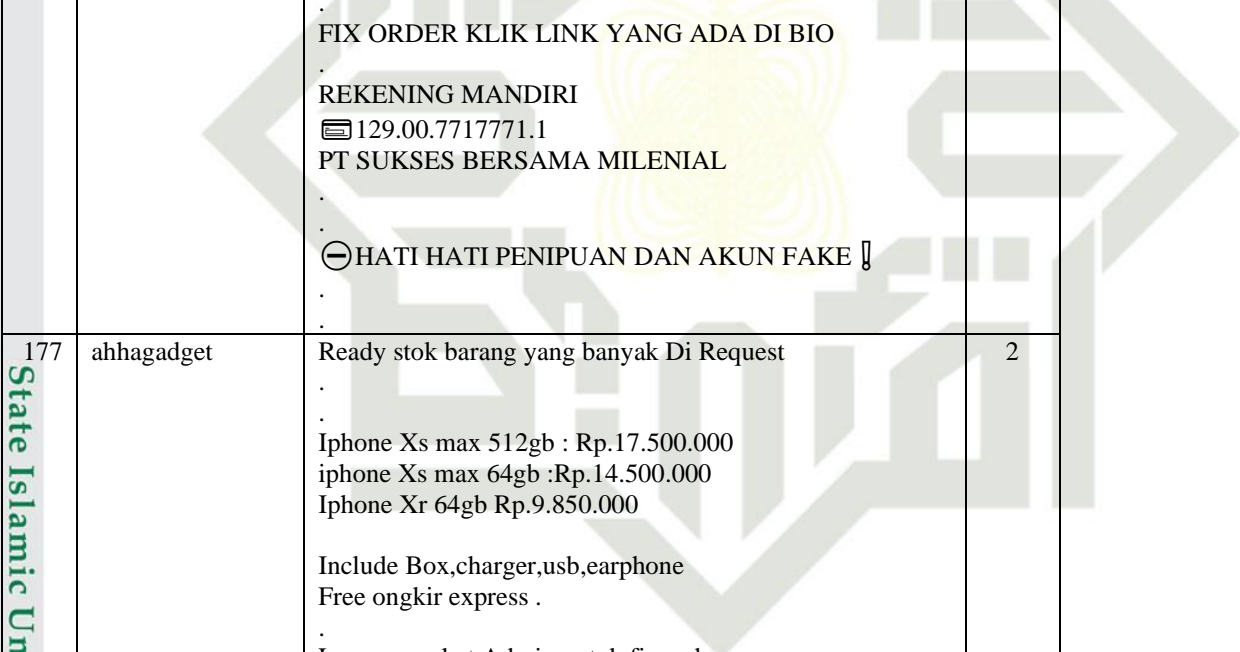 .
FIX ORDER KLIK LINK YANG ADA DI BIO
.
REKENING MANDIRI
💳129.00.7717771.1
PT SUKSES BERSAMA MILENIAL
.
.
⛔HATI HATI PENIPUAN DAN AKUN FAKE❗
.
.
177 ahhagadget Ready stok barang yang banyak Di Request 2
.
.
Iphone Xs max 512gb : Rp.17.500.000
iphone Xs max 64gb :Rp.14.500.000
Iphone Xr 64gb Rp.9.850.000
Include Box,charger,usb,earphone
Free ongkir express .
.
State Islamic Un